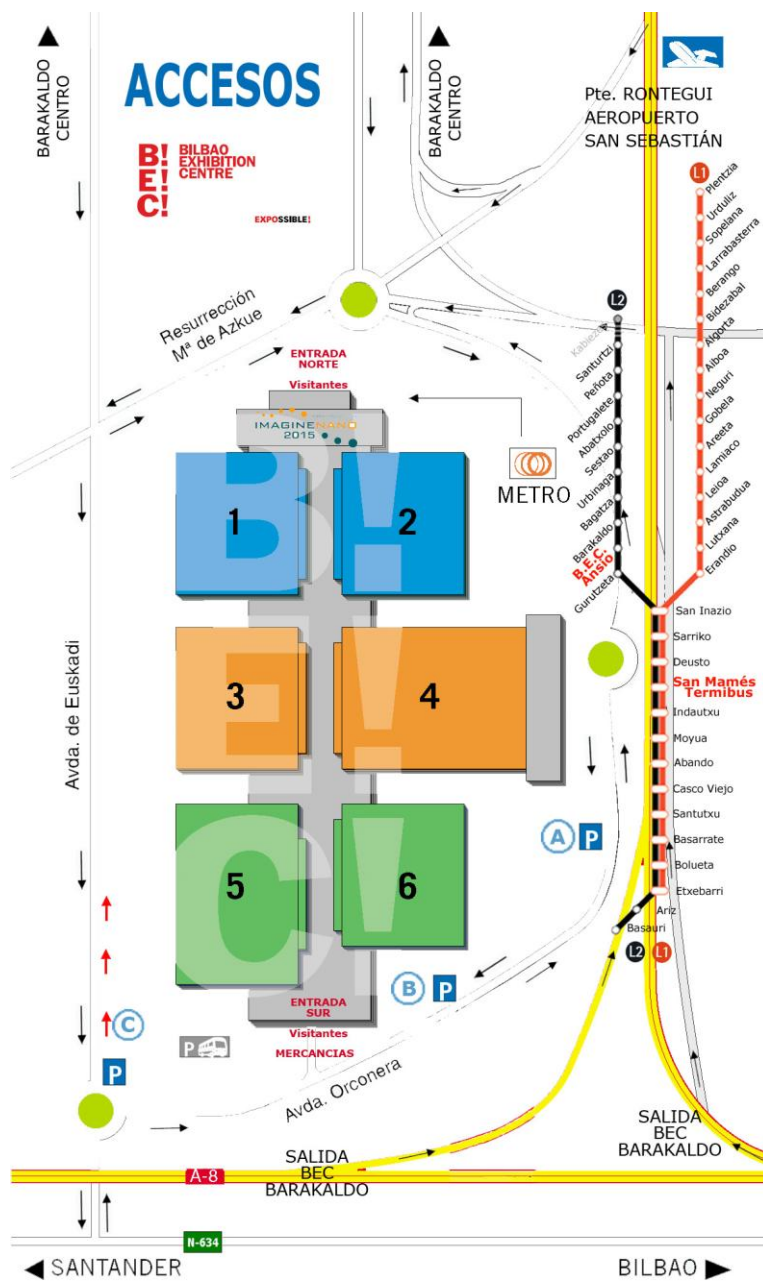 BARAKALDO
CENTRO
ACCESOS
B!
E!
C!
BILBAO
EXHIBITION
CENTRE
EXPOSSIBLE!
BARAKALDO
CENTRO
Pte. RONTEGUI
AEROPUERTO
SAN SEBASTIÁN
L1
Plentzia
Urduliz
Sopelana
Larrabasterra
Berango
Bidezabal
Algorta
Aiboa
Neguri
Gobela
Areeta
Lamiaco
Leioa
Astrabudua
Lutxana
Erandio
L2
Kabiezes
Santurtzi
Peñota
Portugalete
Abatxolo
Sestao
Urbinaga
Bagatza
Barakaldo
B.E.C.
Ansio
Gurutzeta
San Inazio
Sarriko
Deusto
San Mamés
Termibus
Indautxu
Moyua
Abando
Casco Viejo
Santutxu
Basarrate
Bolueta
Etxebarri
Ariz
Basauri
L2 L1
Resurrección
Mª de Azkue
ENTRADA
NORTE
Visitantes
IMAGINENANO
2015
METRO
B!
E!
C!
1
2
3
4
5
6
Avda. de Euskadi
A P
B P
C
P
P
ENTRADA
SUR
Visitantes
MERCANCIAS
Avda. Orconera
SALIDA
BEC
BARAKALDO
SALIDA
BEC
BARAKALDO
A-8
N-634
SANTANDER
BILBAO